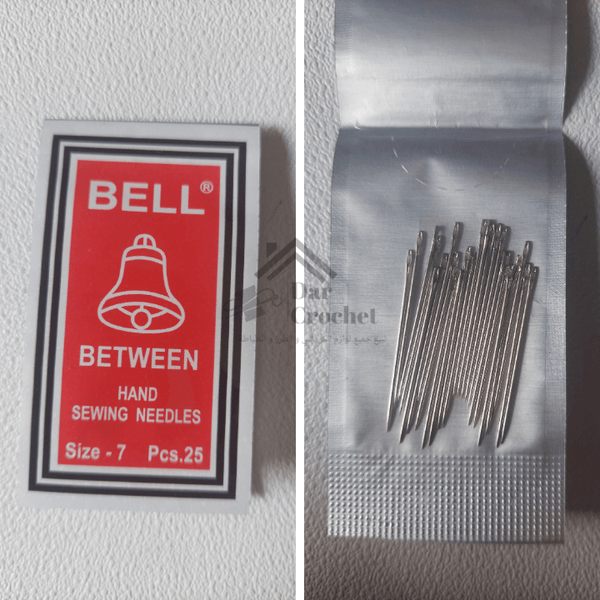 BELL®
BETWEEN
HAND
SEWING NEEDLES
Size - 7 Pcs.25
Dar
Crochet